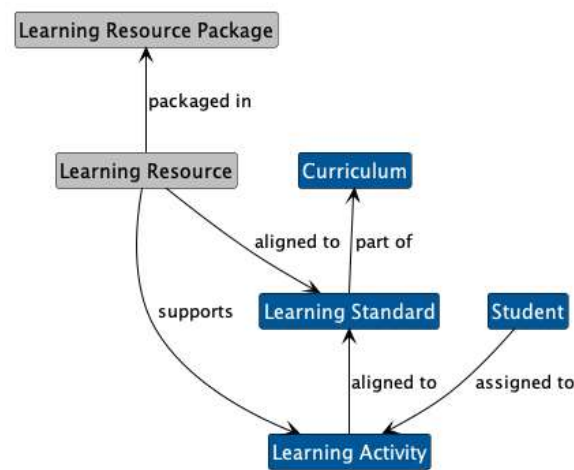 Learning Resource Package
packaged in
Learning Resource
Curriculum
aligned to
part of
supports
Learning Standard
Student
aligned to
assigned to
Learning Activity